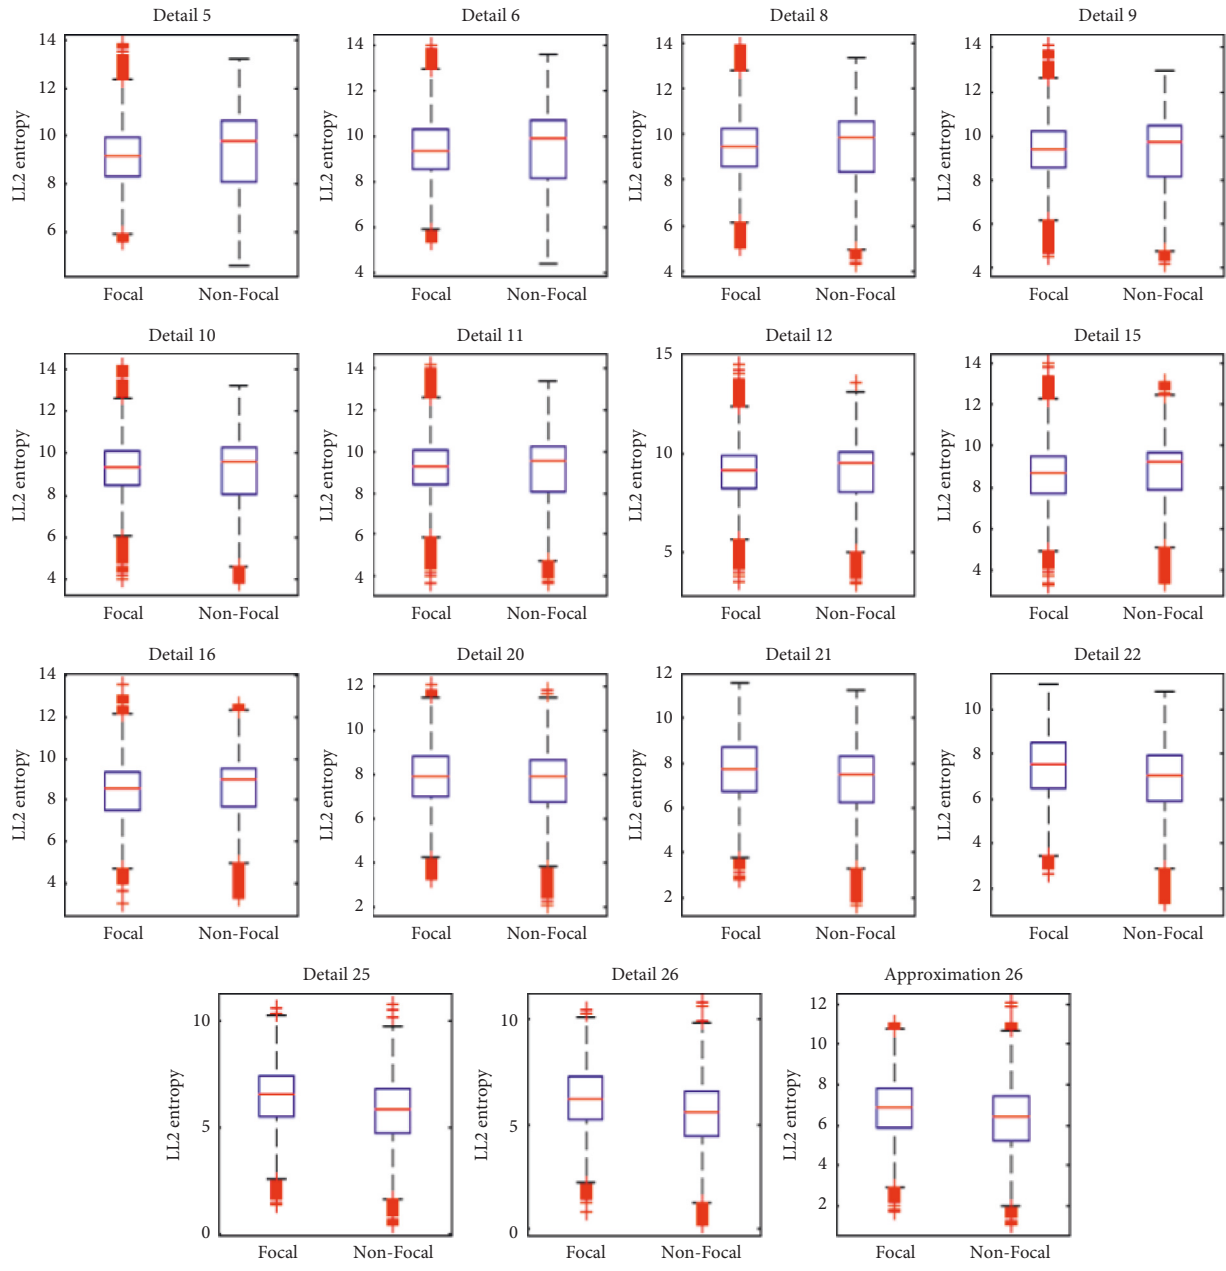 Detail 5
14
12
10
8
6
LL2 entropy
Focal
Non-Focal
Detail 6
14
12
10
8
6
4
LL2 entropy
Focal
Non-Focal
Detail 8
14
12
10
8
6
4
LL2 entropy
Focal
Non-Focal
Detail 9
14
12
10
8
6
4
LL2 entropy
Focal
Non-Focal
Detail 10
14
12
10
8
6
4
LL2 entropy
Focal
Non-Focal
Detail 11
14
12
10
8
6
4
LL2 entropy
Focal
Non-Focal
Detail 12
15
10
5
LL2 entropy
Focal
Non-Focal
Detail 15
14
12
10
8
6
4
LL2 entropy
Focal
Non-Focal
Detail 16
14
12
10
8
6
4
LL2 entropy
Focal
Non-Focal
Detail 20
12
10
8
6
4
2
LL2 entropy
Focal
Non-Focal
Detail 21
12
10
8
6
4
2
LL2 entropy
Focal
Non-Focal
Detail 22
10
8
6
4
2
LL2 entropy
Focal
Non-Focal
Detail 25
10
5
0
LL2 entropy
Focal
Non-Focal
Detail 26
10
5
0
LL2 entropy
Focal
Non-Focal
Approximation 26
12
10
8
6
4
2
LL2 entropy
Focal
Non-Focal